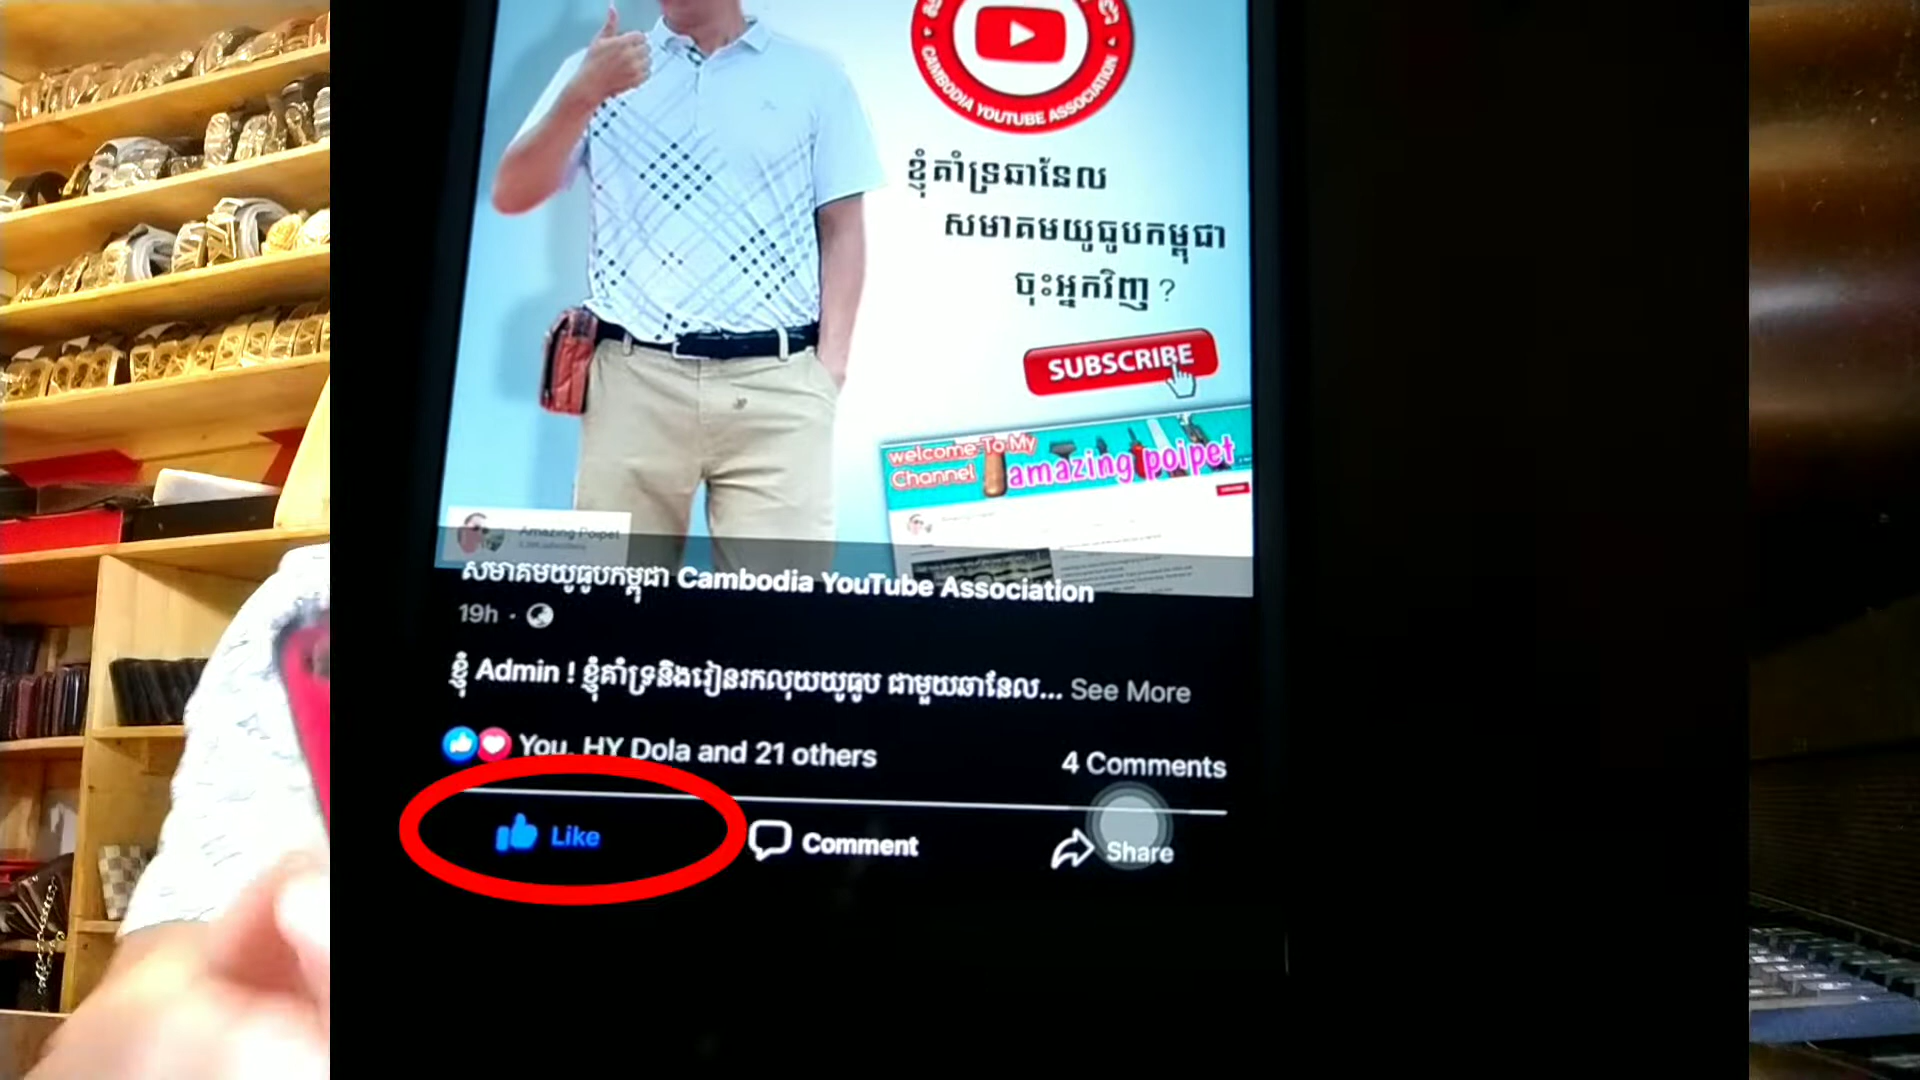 CAMBODIA YOUTUBE ASSOCIATION
ខ្ញុំគាំទ្រឆានែល
សមាគមយូធូបកម្ពុជា
ចុះអ្នកវិញ ?
SUBSCRIBE
welcome To My
Channel
amazing poipet
Amazing Poipet
សមាគមយូធូបកម្ពុជា Cambodia YouTube Association
19h ·
ខ្ញុំ Admin ! ខ្ញុំគាំទ្រនិងរៀនរកលុយយូធូប ជាមួយឆានែល... See More
You, HY Dola and 21 others
4 Comments
Like
Comment
Share